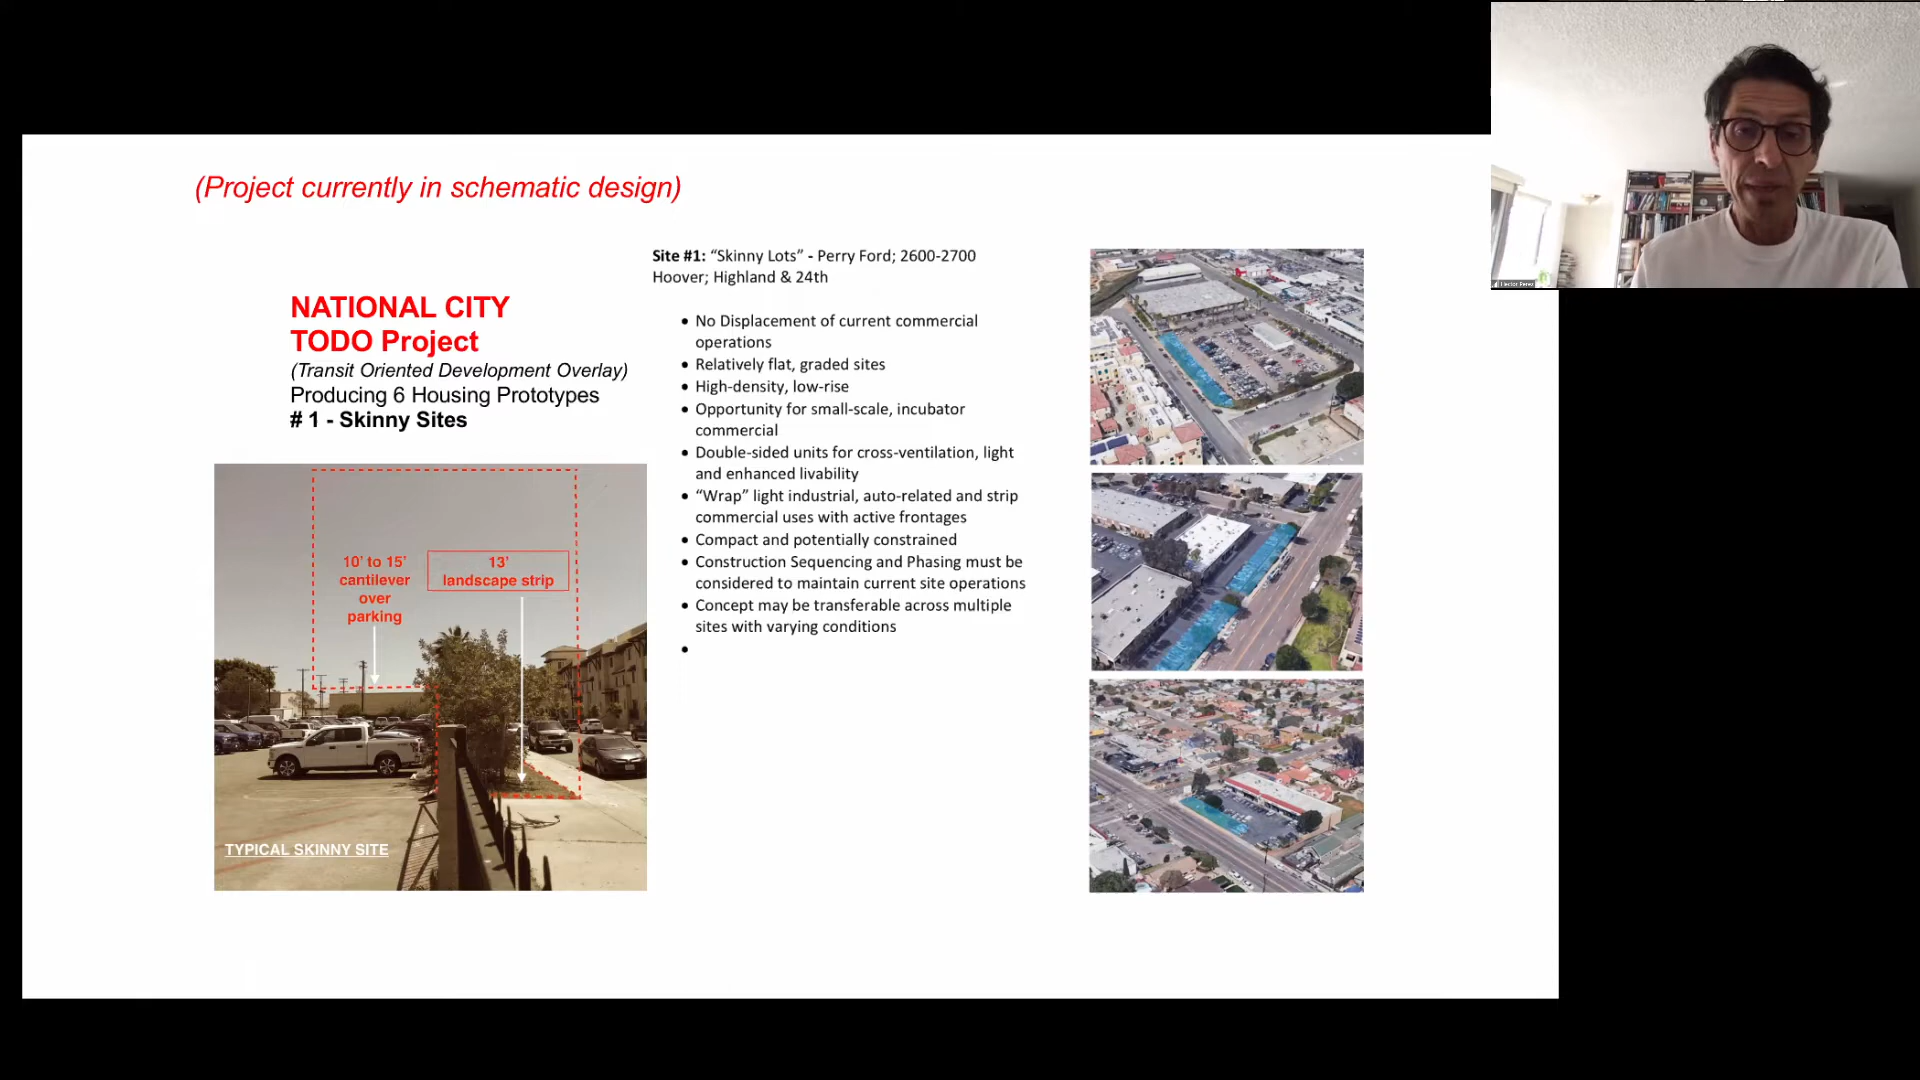 (Project currently in schematic design)
NATIONAL CITY
TODO Project
(Transit Oriented Development Overlay)
Producing 6 Housing Prototypes
# 1 - Skinny Sites
10’ to 15’
cantilever
over
parking
13’
landscape strip
TYPICAL SKINNY SITE
Site #1: “Skinny Lots” - Perry Ford; 2600-2700
Hoover; Highland & 24th
• No Displacement of current commercial
operations
• Relatively flat, graded sites
• High-density, low-rise
• Opportunity for small-scale, incubator
commercial
• Double-sided units for cross-ventilation, light
and enhanced livability
• “Wrap” light industrial, auto-related and strip
commercial uses with active frontages
• Compact and potentially constrained
• Construction Sequencing and Phasing must be
considered to maintain current site operations
• Concept may be transferable across multiple
sites with varying conditions
•
Hector Perez